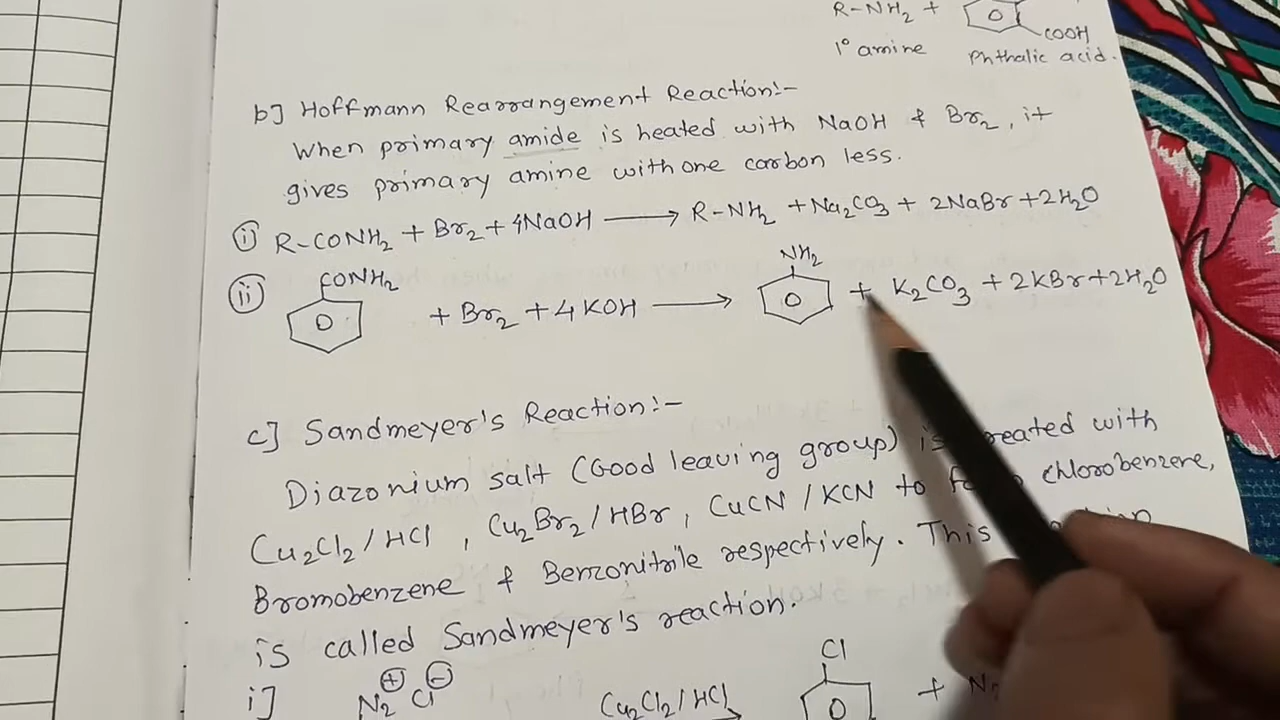 R-NH₂ +
COOH
1° amine Phthalic acid.
b] Hoffmann Rearrangement Reaction:-
When primary amide is heated with NaOH & Br₂, it
gives primary amine with one carbon less.
i R-CONH₂ + Br₂ + 4NaOH ⟶ R-NH₂ + Na₂CO₃ + 2NaBr + 2H₂O
ii CONH₂ + Br₂ + 4KOH ⟶ NH₂ + K₂CO₃ + 2KBr + 2H₂O
c] Sandmeyer's Reaction:-
Diazonium salt (Good leaving group) is treated with
Cu₂Cl₂/HCl , Cu₂Br₂/HBr , CuCN/KCN to chlorobenzene,
Bromobenzene & Benzonitrile respectively. This
is called Sandmeyer's reaction.
i] N₂⊕ Cl⊖ Cu₂Cl₂/HCl Cl + N₂